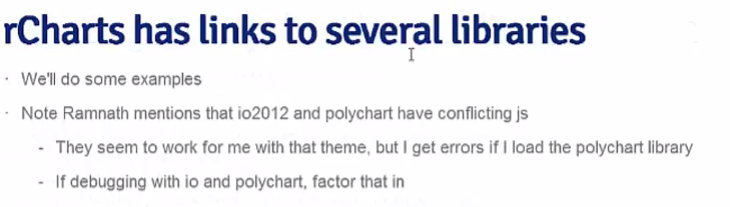 rCharts has links to several libraries
· We'll do some examples
· Note Ramnath mentions that io2012 and polychart have conflicting js
- They seem to work for me with that theme, but I get errors if I load the polychart library
- If debugging with io and polychart, factor that in